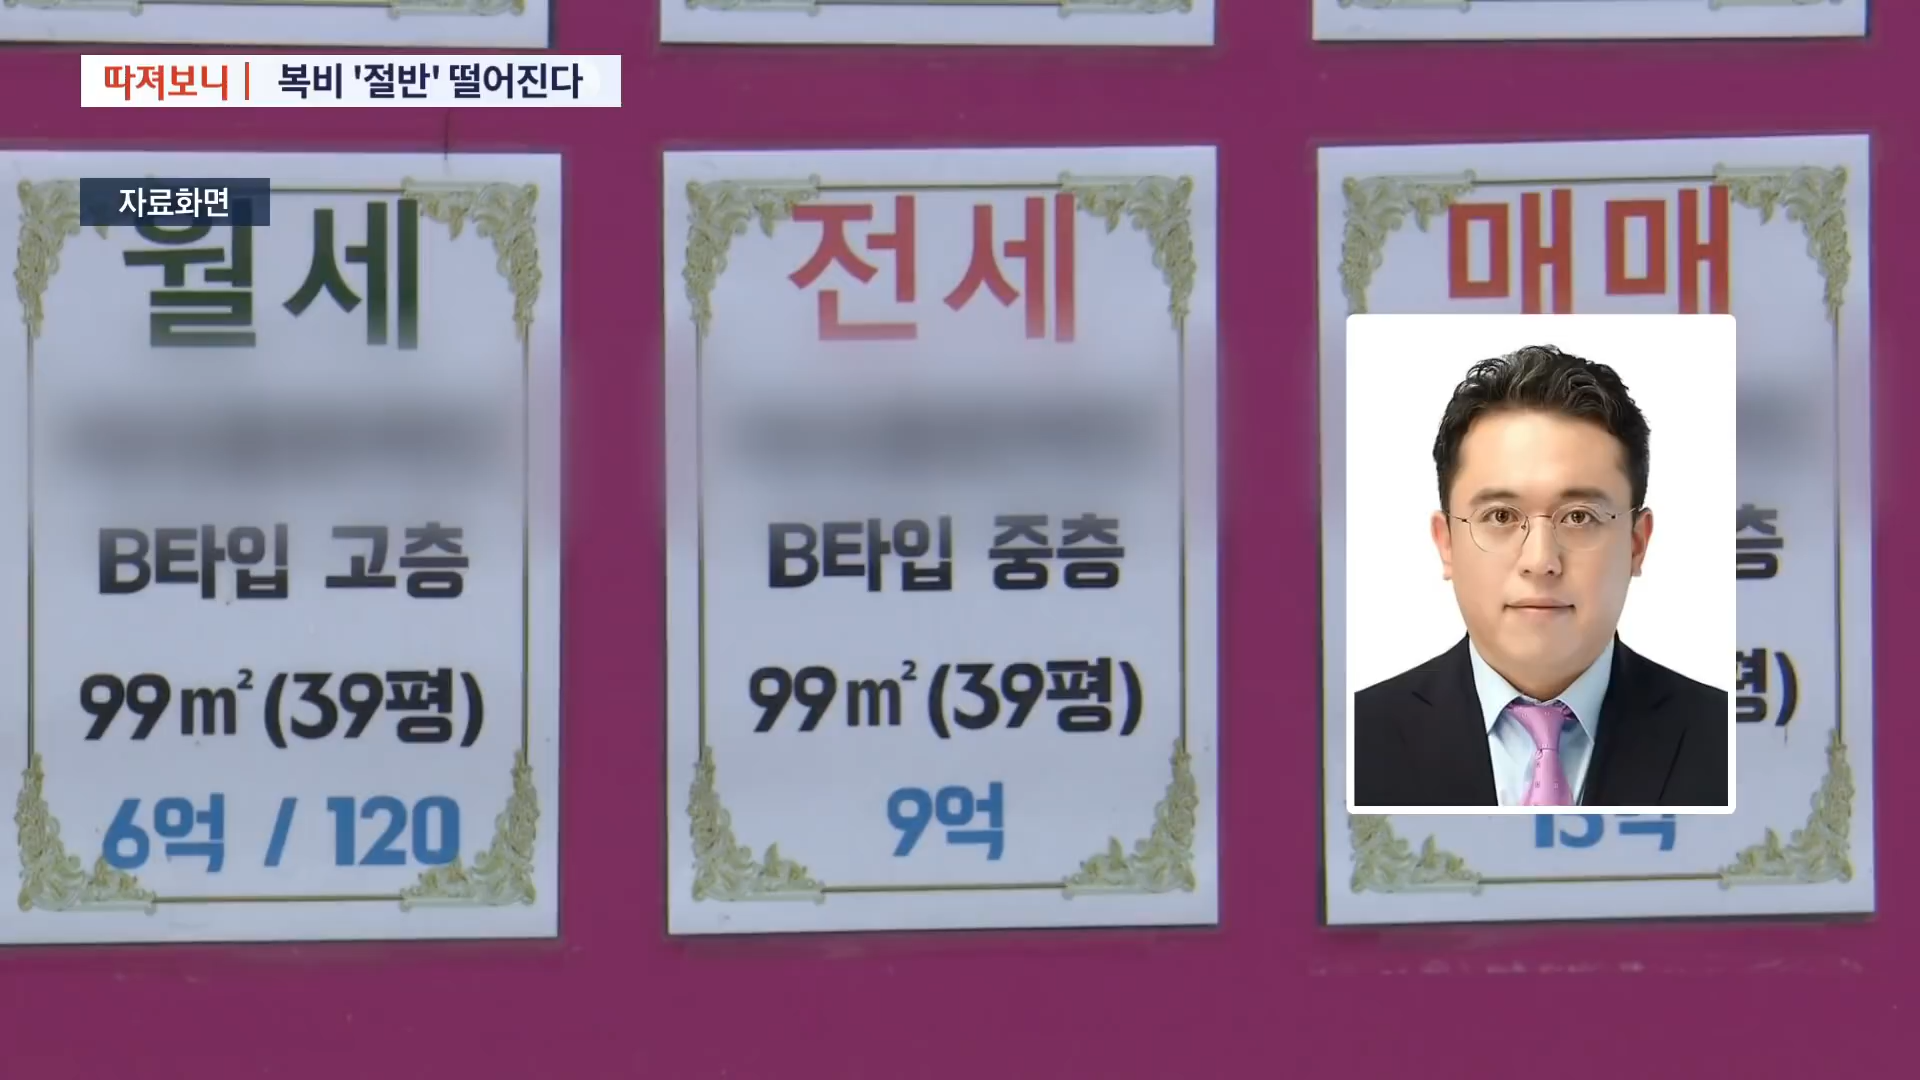 따져보니 | 복비 '절반' 떨어진다
자료화면
월세
B타입 고층
99㎡(39평)
6억 / 120
전세
B타입 중층
99㎡(39평)
9억
매매
층
평)